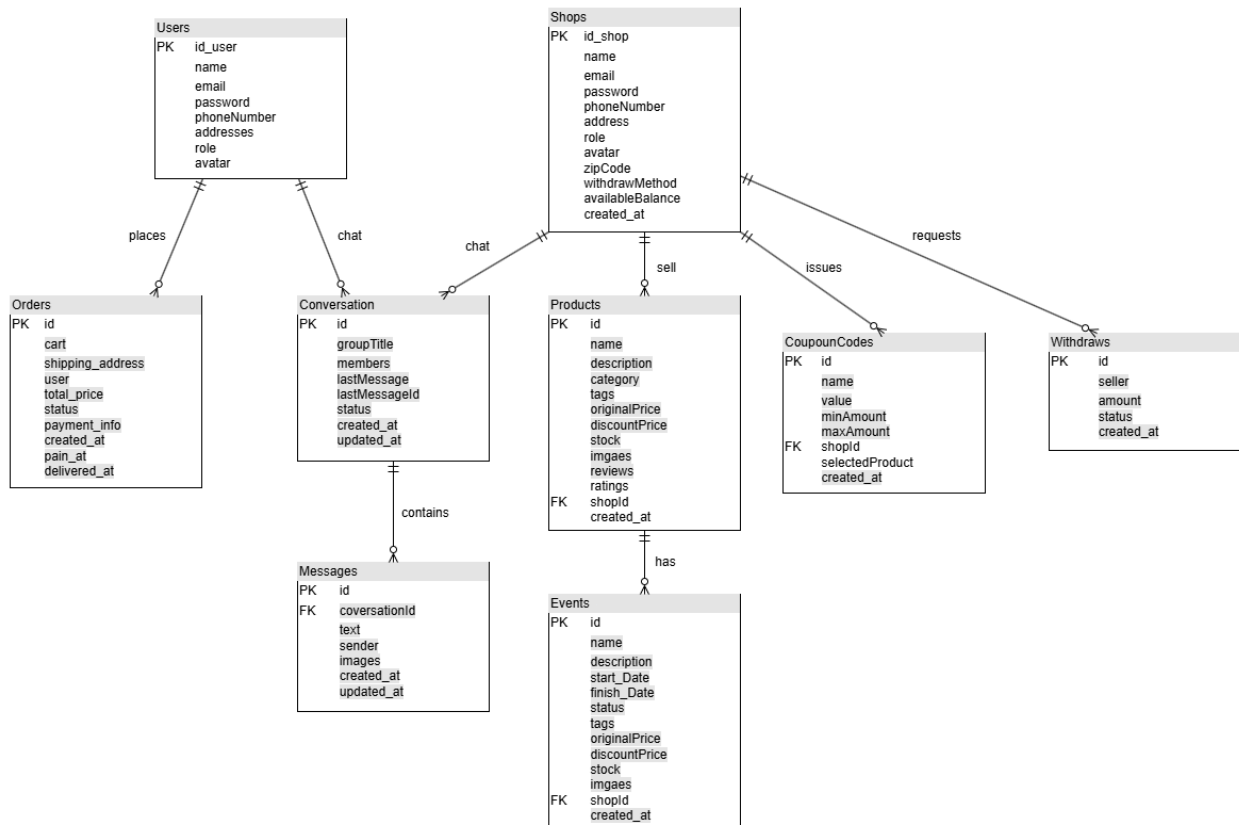 Users
PK id_user
name
email
password
phoneNumber
addresses
role
avatar
Shops
PK id_shop
name
email
password
phoneNumber
address
role
avatar
zipCode
withdrawMethod
availableBalance
created_at
places
chat
chat
sell
issues
requests
Orders
PK id
cart
shipping_address
user
total_price
status
payment_info
created_at
pain_at
delivered_at
Conversation
PK id
groupTitle
members
lastMessage
lastMessageId
status
created_at
updated_at
Products
PK id
name
description
category
tags
originalPrice
discountPrice
stock
imgaes
reviews
ratings
FK shopId
created_at
CoupounCodes
PK id
name
value
minAmount
maxAmount
FK shopId
selectedProduct
created_at
Withdraws
PK id
seller
amount
status
created_at
contains
has
Messages
PK id
FK coversationId
text
sender
images
created_at
updated_at
Events
PK id
name
description
start_Date
finish_Date
status
tags
originalPrice
discountPrice
stock
imgaes
FK shopId
created_at